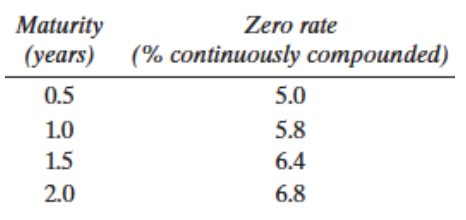 Maturity Zero rate
(years) (% continuously compounded)
0.5 5.0
1.0 5.8
1.5 6.4
2.0 6.8